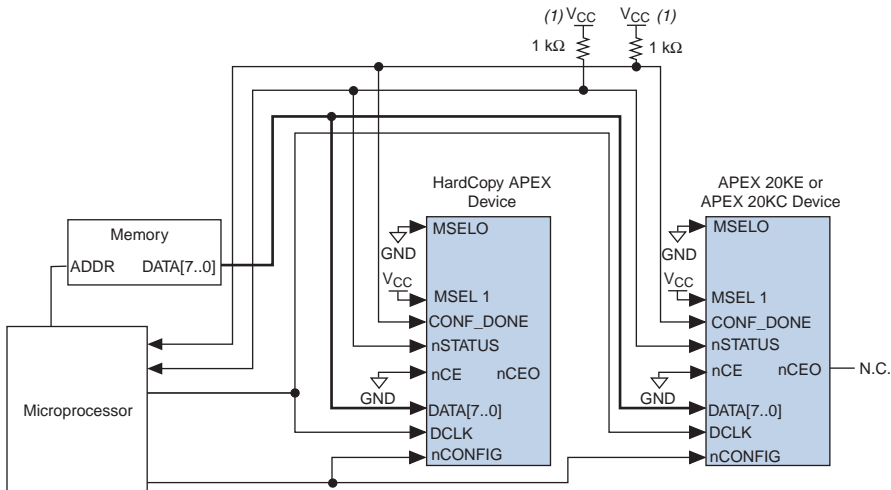 (1) VCC VCC (1)
1 kΩ 1 kΩ
HardCopy APEX
Device
APEX 20KE or
APEX 20KC Device
Memory
ADDR DATA[7..0]
Microprocessor
MSELO
GND
VCC
MSEL 1
CONF_DONE
nSTATUS
nCE nCEO
GND
DATA[7..0]
DCLK
nCONFIG
MSELO
GND
VCC
MSEL 1
CONF_DONE
nSTATUS
nCE nCEO N.C.
GND
DATA[7..0]
DCLK
nCONFIG